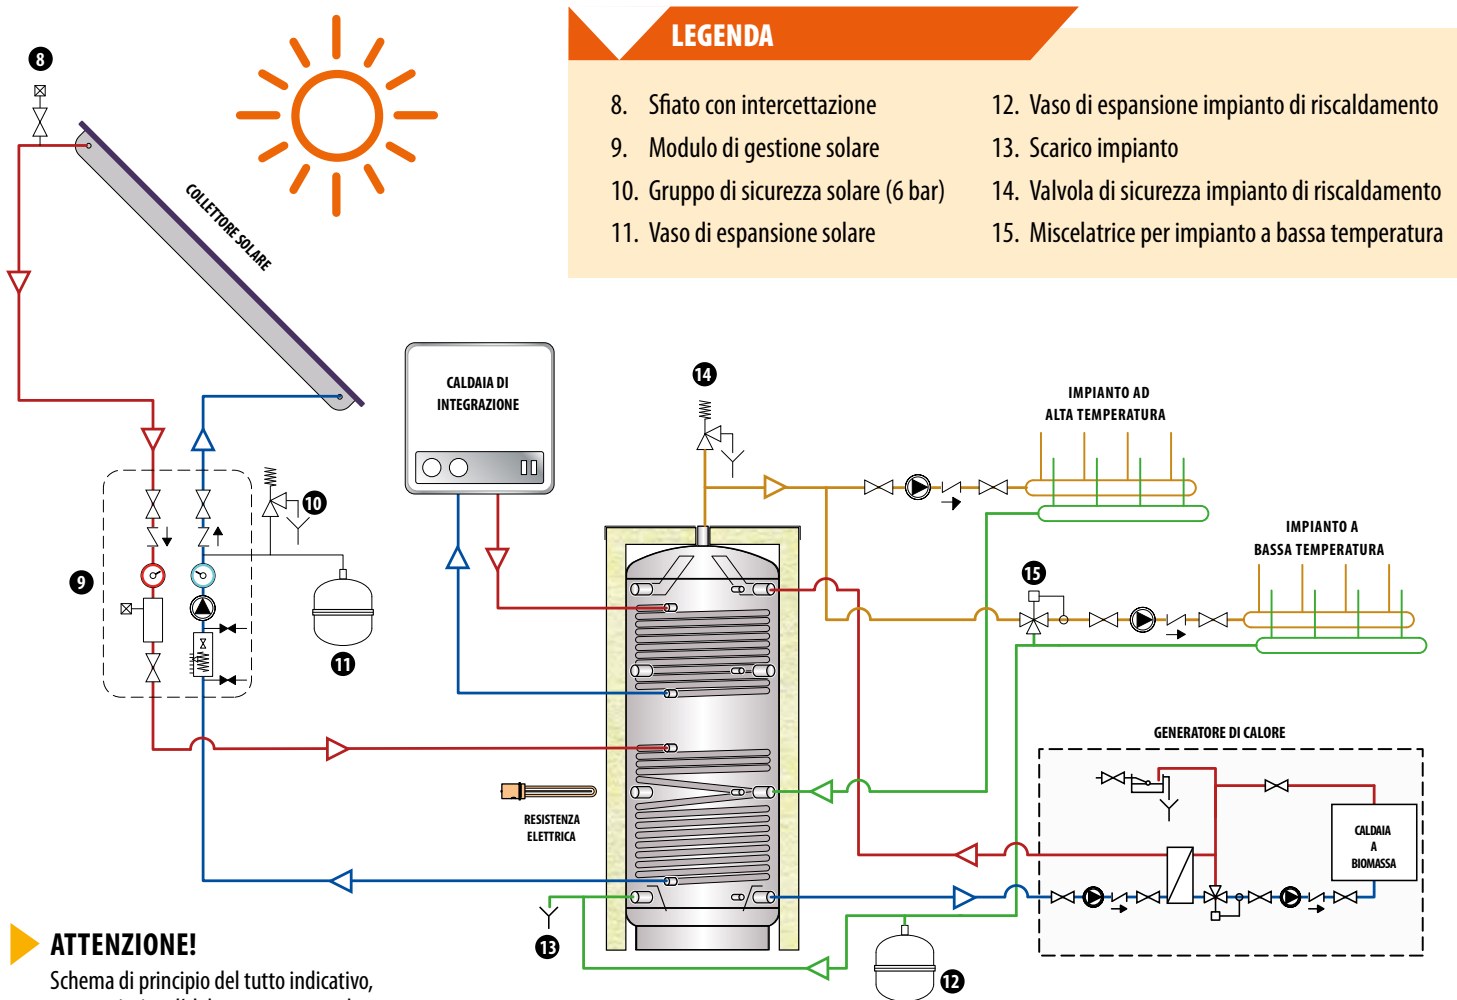 LEGENDA
8. Sfiato con intercettazione
9. Modulo di gestione solare
10. Gruppo di sicurezza solare (6 bar)
11. Vaso di espansione solare
12. Vaso di espansione impianto di riscaldamento
13. Scarico impianto
14. Valvola di sicurezza impianto di riscaldamento
15. Miscelatrice per impianto a bassa temperatura
8
COLLETTORE SOLARE
CALDAIA DI
INTEGRAZIONE
14
IMPIANTO AD
ALTA TEMPERATURA
10
IMPIANTO A
BASSA TEMPERATURA
9
15
11
GENERATORE DI CALORE
RESISTENZA
ELETTRICA
CALDAIA
A
BIOMASSA
13
12
ATTENZIONE!
Schema di principio del tutto indicativo,